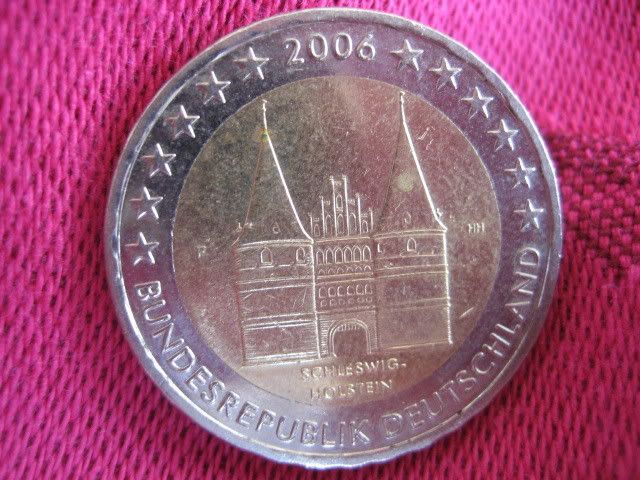 2006
HH
SCHLESWIG-
HOLSTEIN
BUNDESREPUBLIK DEUTSCHLAND